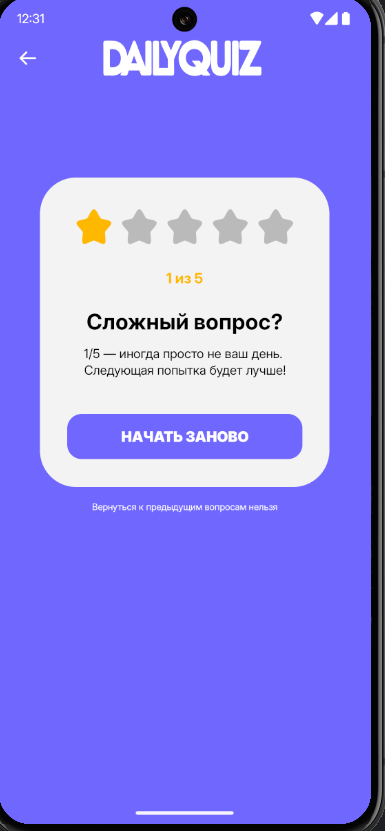 12:31
DAILYQUIZ
1 из 5
Сложный вопрос?
1/5 — иногда просто не ваш день.
Следующая попытка будет лучше!
НАЧАТЬ ЗАНОВО
Вернуться к предыдущим вопросам нельзя